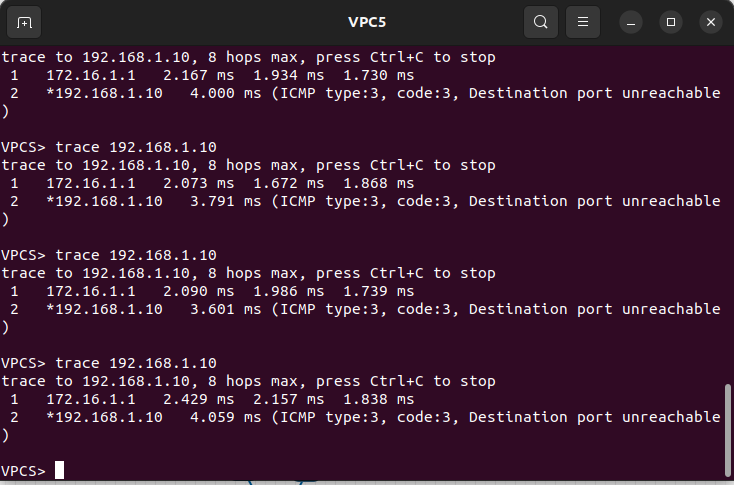 VPC5
trace to 192.168.1.10, 8 hops max, press Ctrl+C to stop
 1   172.16.1.1   2.167 ms  1.934 ms  1.730 ms
 2   *192.168.1.10   4.000 ms (ICMP type:3, code:3, Destination port unreachable
)
VPCS> trace 192.168.1.10
trace to 192.168.1.10, 8 hops max, press Ctrl+C to stop
 1   172.16.1.1   2.073 ms  1.672 ms  1.868 ms
 2   *192.168.1.10   3.791 ms (ICMP type:3, code:3, Destination port unreachable
)
VPCS> trace 192.168.1.10
trace to 192.168.1.10, 8 hops max, press Ctrl+C to stop
 1   172.16.1.1   2.090 ms  1.986 ms  1.739 ms
 2   *192.168.1.10   3.601 ms (ICMP type:3, code:3, Destination port unreachable
)
VPCS> trace 192.168.1.10
trace to 192.168.1.10, 8 hops max, press Ctrl+C to stop
 1   172.16.1.1   2.429 ms  2.157 ms  1.838 ms
 2   *192.168.1.10   4.059 ms (ICMP type:3, code:3, Destination port unreachable
)
VPCS>